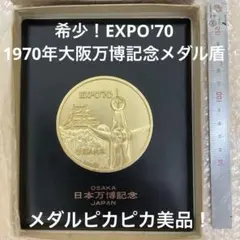 希少！EXPO'70
1970年大阪万博記念メダル盾
EXPO'70
OSAKA
日本万博記念
JAPAN
メダルピカピカ美品！